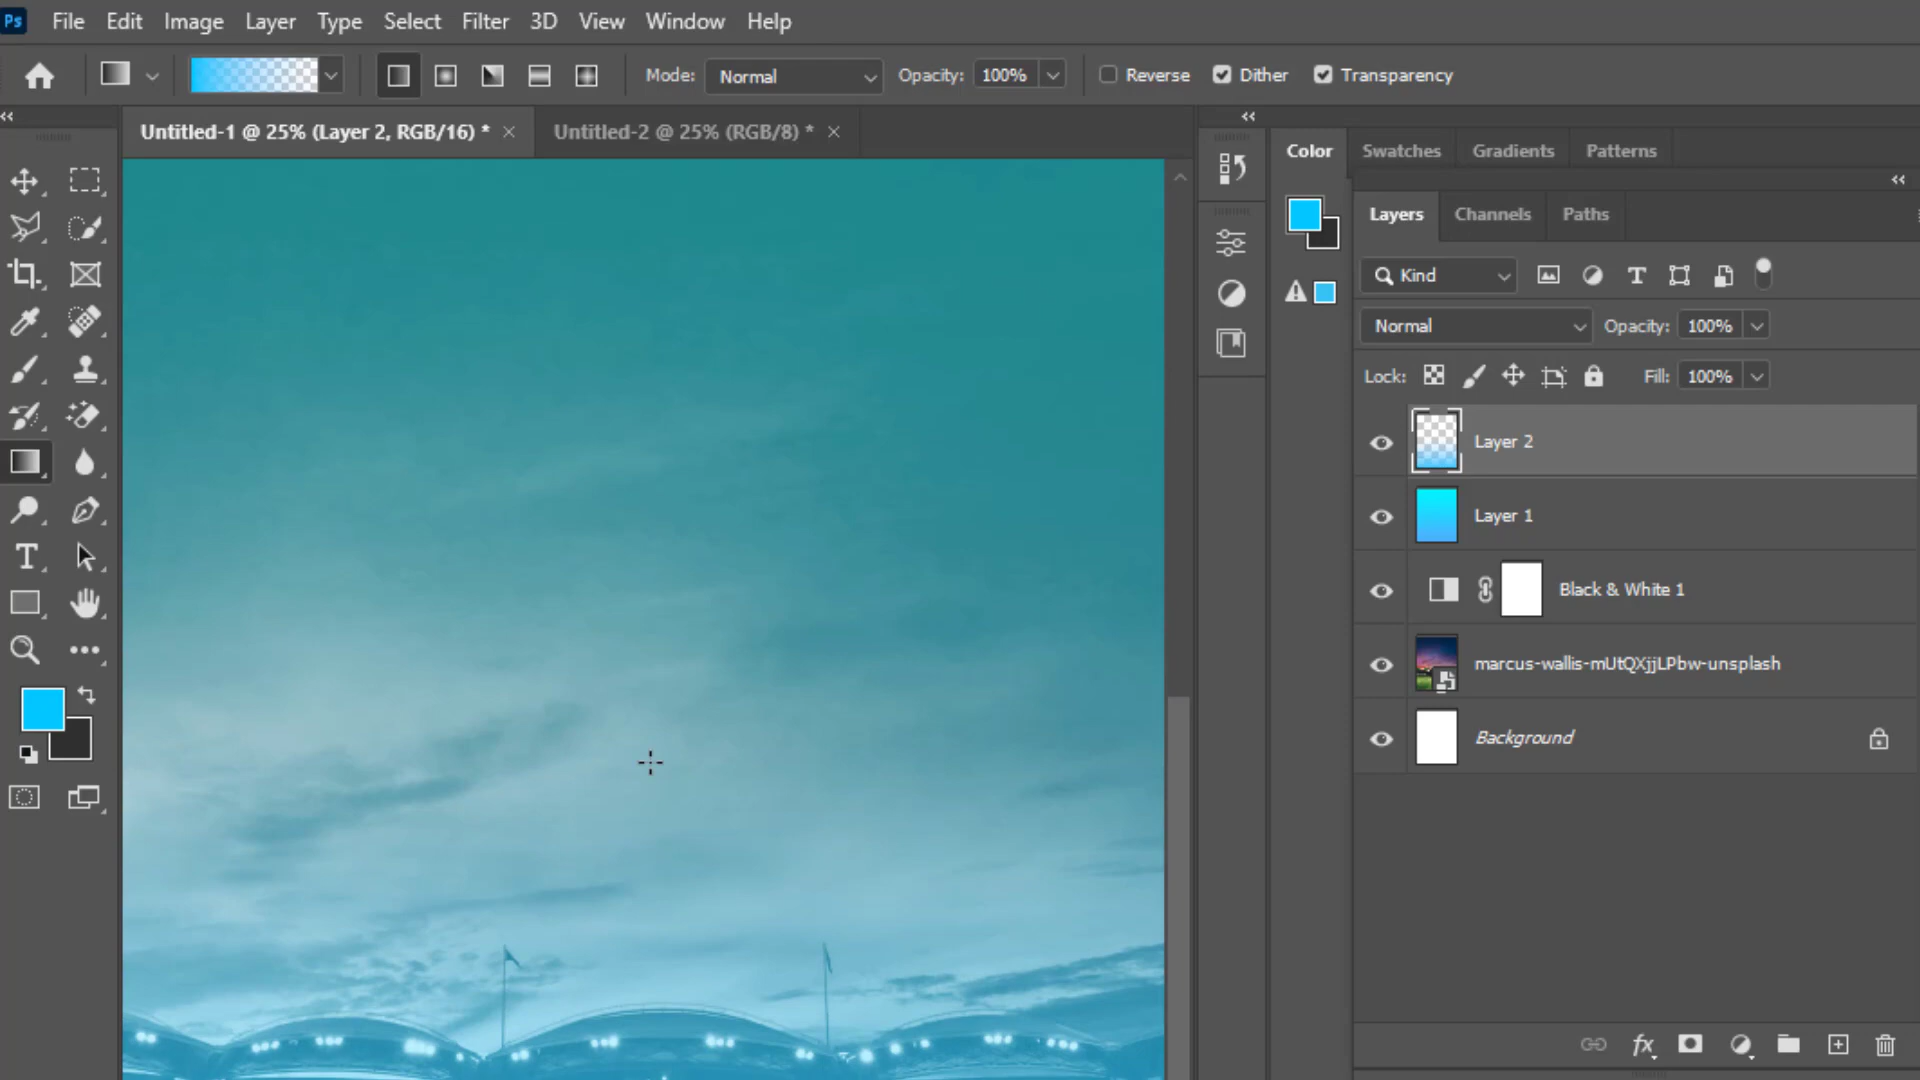 Ps File Edit Image Layer Type Select Filter 3D View Window Help
Mode: Normal Opacity: 100% Reverse Dither Transparency
Untitled-1 @ 25% (Layer 2, RGB/16) * × Untitled-2 @ 25% (RGB/8) * ×
Color Swatches Gradients Patterns
Layers Channels Paths
Kind
Normal Opacity: 100%
Lock: Fill: 100%
Layer 2
Layer 1
Black & White 1
marcus-wallis-mUtQXjjLPbw-unsplash
Background
fx